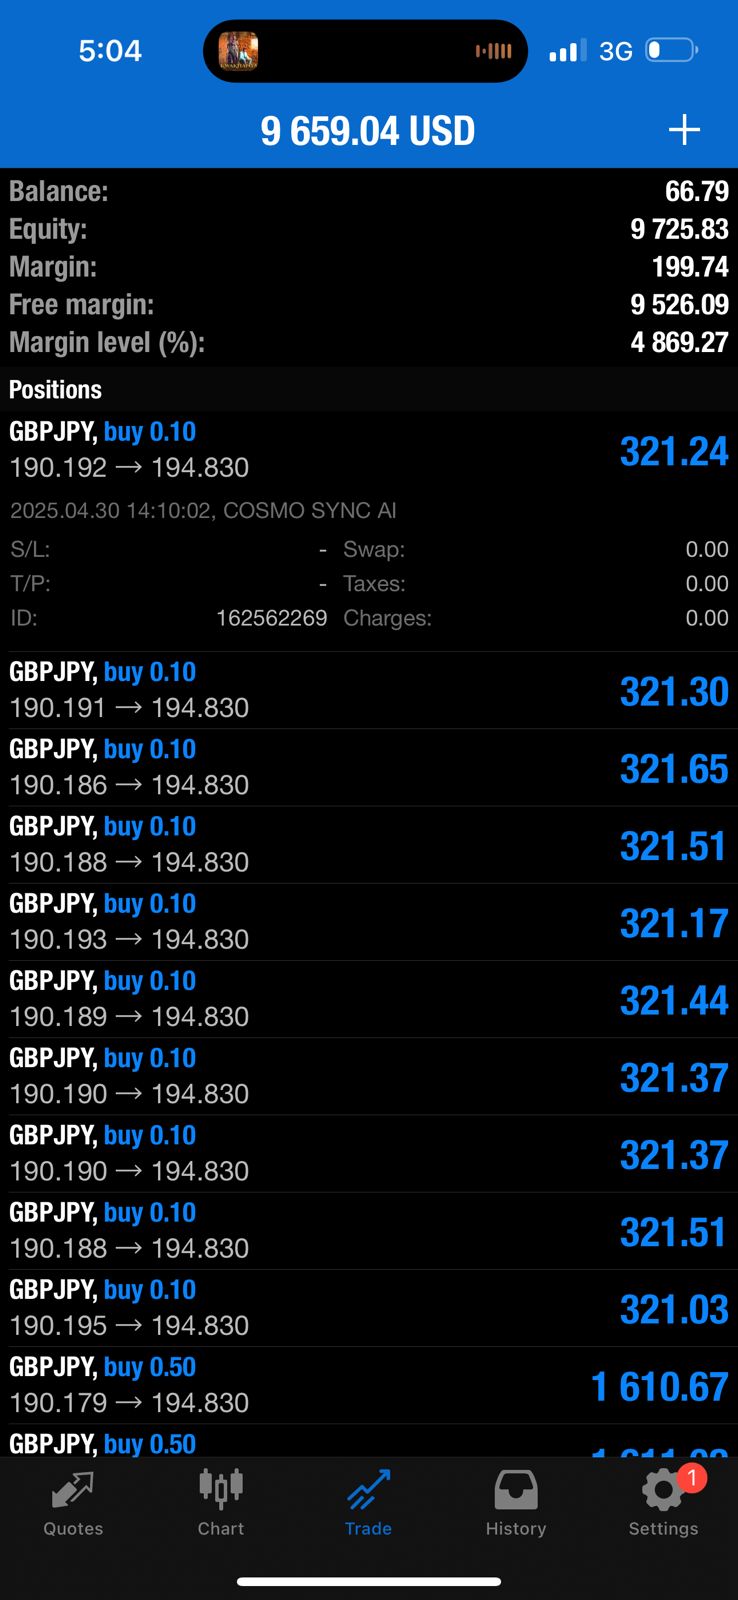 5:04
3G
9 659.04 USD
Balance: 66.79
Equity: 9 725.83
Margin: 199.74
Free margin: 9 526.09
Margin level (%): 4 869.27
Positions
GBPJPY, buy 0.10
190.192 → 194.830 321.24
2025.04.30 14:10:02, COSMO SYNC AI
S/L: - Swap: 0.00
T/P: - Taxes: 0.00
ID: 162562269 Charges: 0.00
GBPJPY, buy 0.10
190.191 → 194.830 321.30
GBPJPY, buy 0.10
190.186 → 194.830 321.65
GBPJPY, buy 0.10
190.188 → 194.830 321.51
GBPJPY, buy 0.10
190.193 → 194.830 321.17
GBPJPY, buy 0.10
190.189 → 194.830 321.44
GBPJPY, buy 0.10
190.190 → 194.830 321.37
GBPJPY, buy 0.10
190.190 → 194.830 321.37
GBPJPY, buy 0.10
190.188 → 194.830 321.51
GBPJPY, buy 0.10
190.195 → 194.830 321.03
GBPJPY, buy 0.50
190.179 → 194.830 1 610.67
GBPJPY, buy 0.50
1
Quotes Chart Trade History Settings